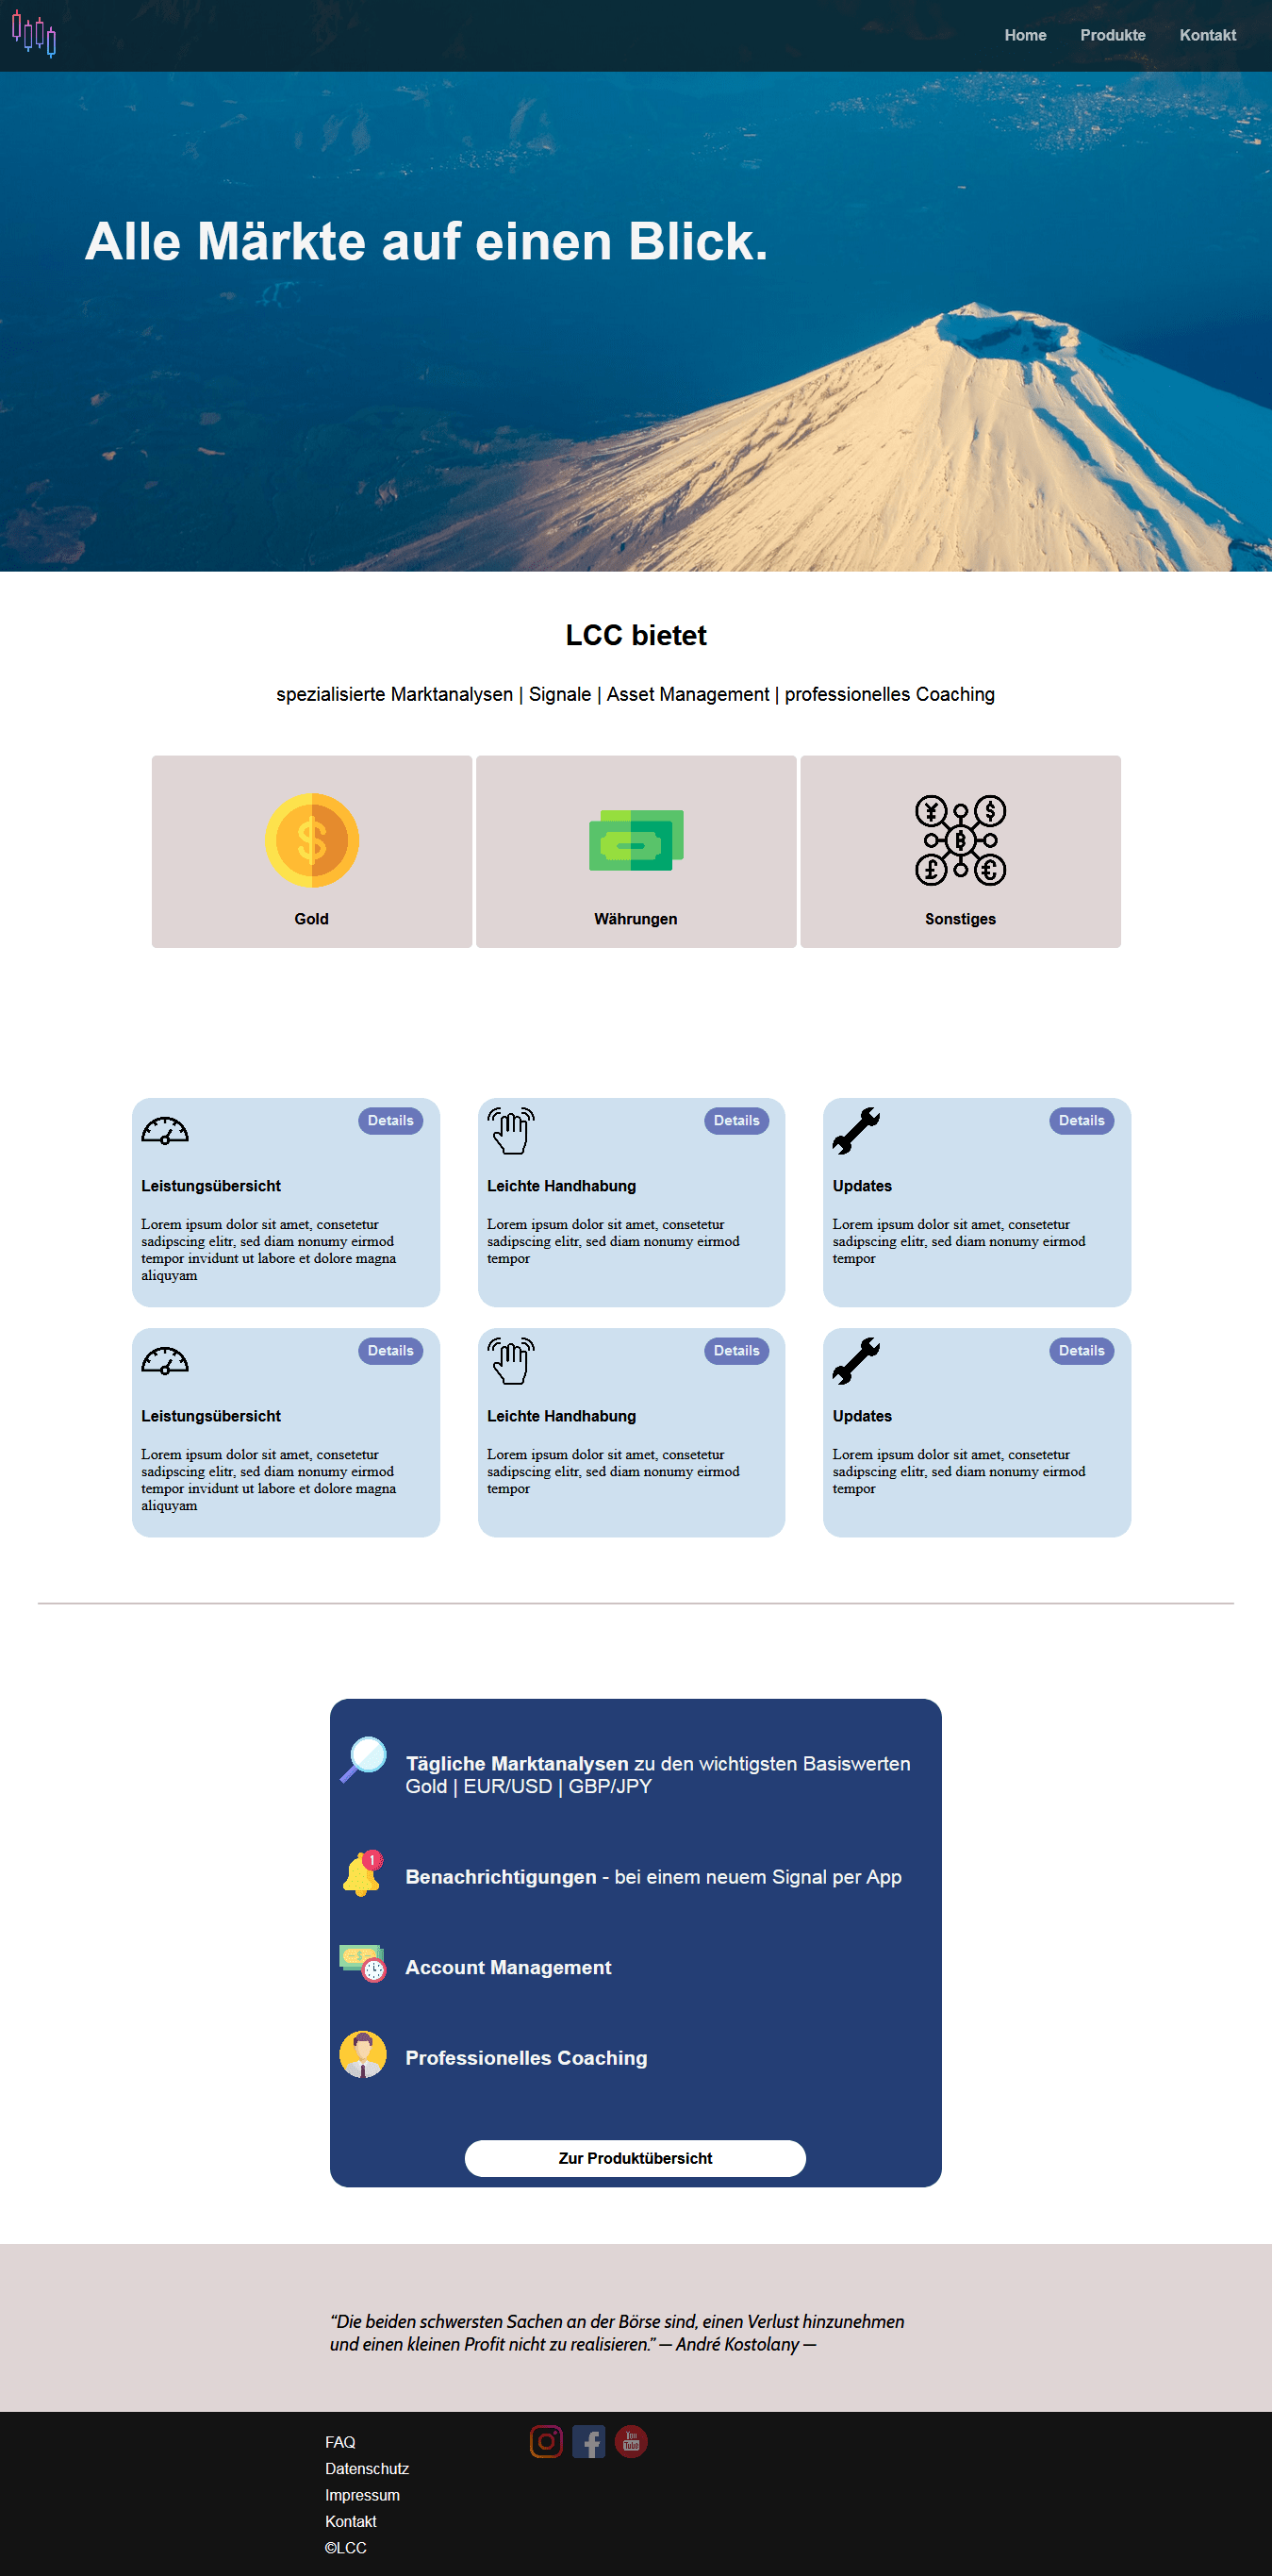 Home Produkte Kontakt
Alle Märkte auf einen Blick.
LCC bietet
spezialisierte Marktanalysen | Signale | Asset Management | professionelles Coaching
Gold
Währungen
Sonstiges
Details
Leistungsübersicht
Lorem ipsum dolor sit amet, consetetur
sadipscing elitr, sed diam nonumy eirmod
tempor invidunt ut labore et dolore magna
aliquyam
Details
Leichte Handhabung
Lorem ipsum dolor sit amet, consetetur
sadipscing elitr, sed diam nonumy eirmod
tempor
Details
Updates
Lorem ipsum dolor sit amet, consetetur
sadipscing elitr, sed diam nonumy eirmod
tempor
Details
Leistungsübersicht
Lorem ipsum dolor sit amet, consetetur
sadipscing elitr, sed diam nonumy eirmod
tempor invidunt ut labore et dolore magna
aliquyam
Details
Leichte Handhabung
Lorem ipsum dolor sit amet, consetetur
sadipscing elitr, sed diam nonumy eirmod
tempor
Details
Updates
Lorem ipsum dolor sit amet, consetetur
sadipscing elitr, sed diam nonumy eirmod
tempor
Tägliche Marktanalysen zu den wichtigsten Basiswerten
Gold | EUR/USD | GBP/JPY
1
Benachrichtigungen - bei einem neuem Signal per App
Account Management
Professionelles Coaching
Zur Produktübersicht
“Die beiden schwersten Sachen an der Börse sind, einen Verlust hinzunehmen
und einen kleinen Profit nicht zu realisieren.” — André Kostolany —
FAQ
Datenschutz
Impressum
Kontakt
©LCC
You
Tube